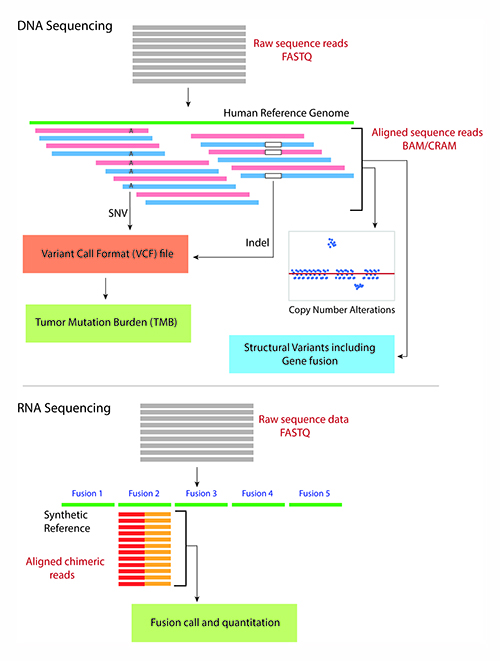 DNA Sequencing
Raw sequence reads
FASTQ
Human Reference Genome
Aligned sequence reads
BAM/CRAM
A
A
A
A
A
A
SNV
Indel
Variant Call Format (VCF) file
Copy Number Alterations
Tumor Mutation Burden (TMB)
Structural Variants including
Gene fusion
RNA Sequencing
Raw sequence data
FASTQ
Fusion 1
Fusion 2
Fusion 3
Fusion 4
Fusion 5
Synthetic
Reference
Aligned chimeric
reads
Fusion call and quantitation